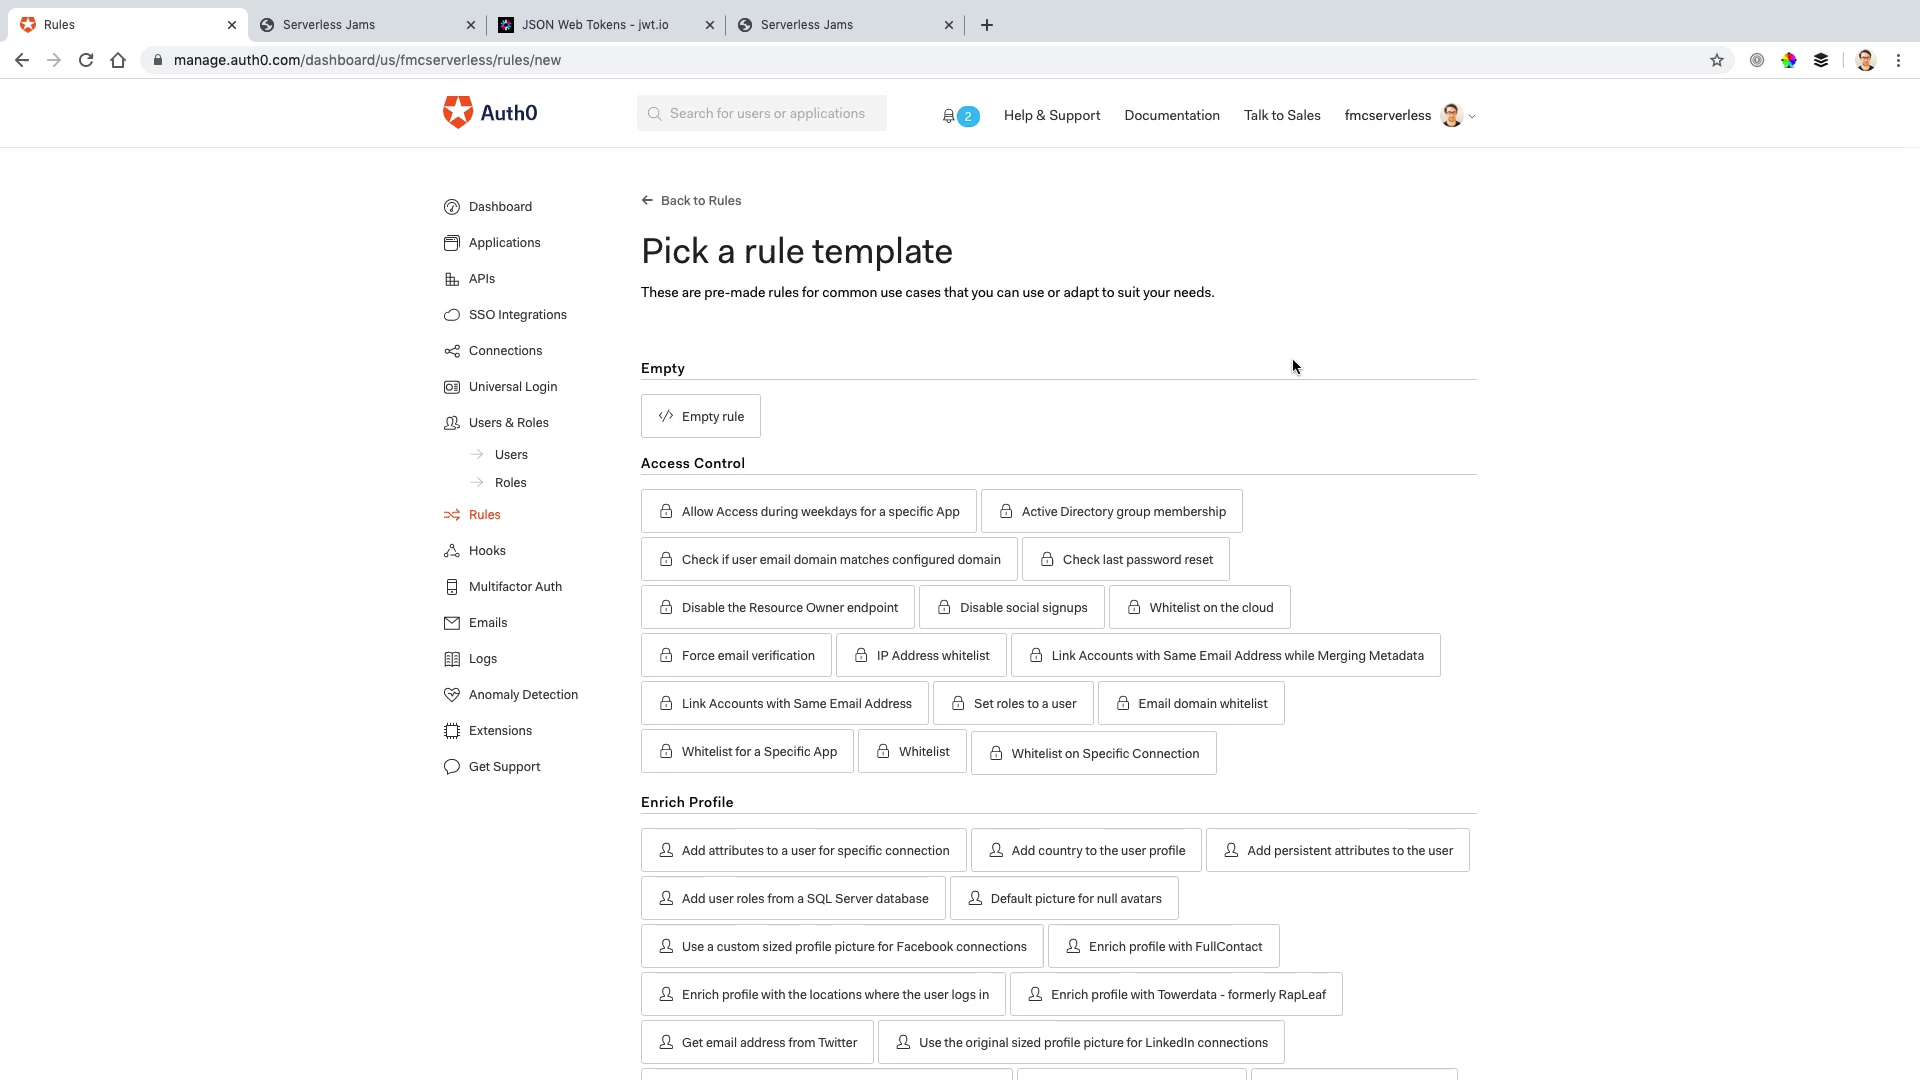 Rules
Serverless Jams
JSON Web Tokens - jwt.io
Serverless Jams
manage.auth0.com/dashboard/us/fmcserverless/rules/new
Auth0
Search for users or applications
2
Help & Support
Documentation
Talk to Sales
fmcserverless
Dashboard
Applications
APIs
SSO Integrations
Connections
Universal Login
Users & Roles
Users
Roles
Rules
Hooks
Multifactor Auth
Emails
Logs
Anomaly Detection
Extensions
Get Support
Back to Rules
Pick a rule template
These are pre-made rules for common use cases that you can use or adapt to suit your needs.
Empty
Empty rule
Access Control
Allow Access during weekdays for a specific App
Active Directory group membership
Check if user email domain matches configured domain
Check last password reset
Disable the Resource Owner endpoint
Disable social signups
Whitelist on the cloud
Force email verification
IP Address whitelist
Link Accounts with Same Email Address while Merging Metadata
Link Accounts with Same Email Address
Set roles to a user
Email domain whitelist
Whitelist for a Specific App
Whitelist
Whitelist on Specific Connection
Enrich Profile
Add attributes to a user for specific connection
Add country to the user profile
Add persistent attributes to the user
Add user roles from a SQL Server database
Default picture for null avatars
Use a custom sized profile picture for Facebook connections
Enrich profile with FullContact
Enrich profile with the locations where the user logs in
Enrich profile with Towerdata - formerly RapLeaf
Get email address from Twitter
Use the original sized profile picture for LinkedIn connections